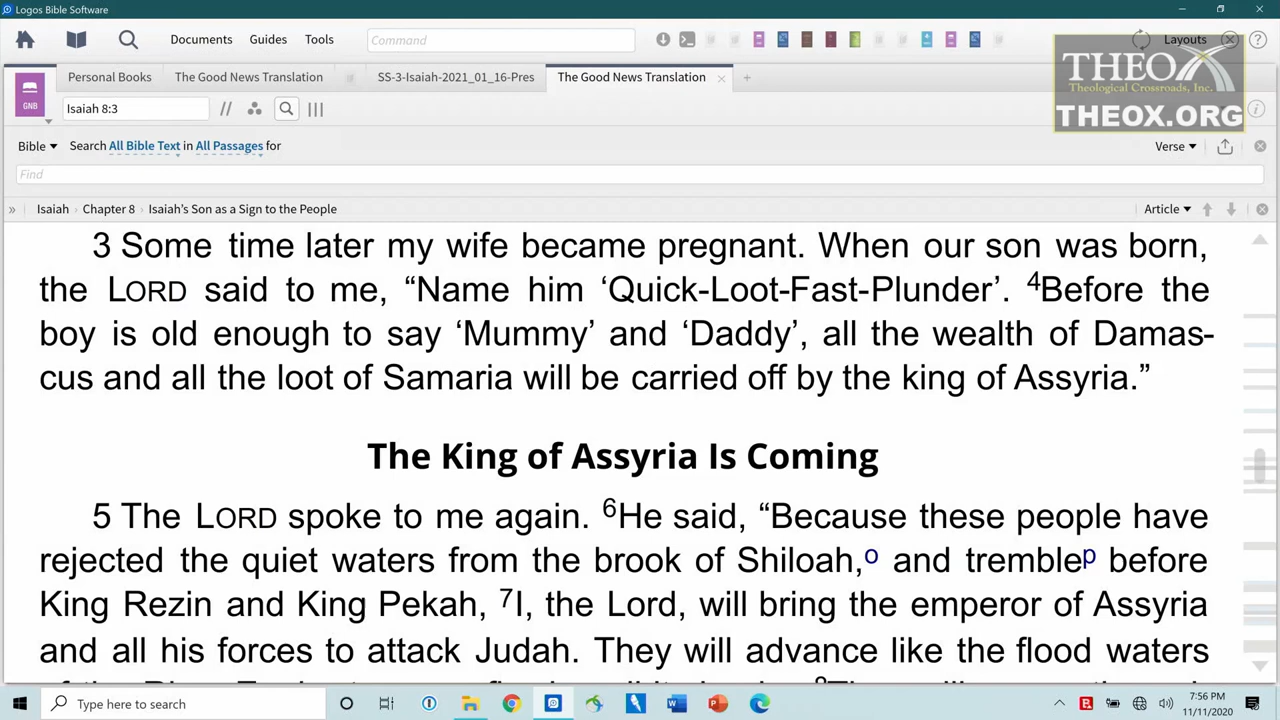 Logos Bible Software
Documents Guides Tools Command Layouts
THEOX
Theological Crossroads, Inc.
THEOX.ORG
Personal Books The Good News Translation SS-3-Isaiah-2021_01_16-Pres The Good News Translation
GNB
Isaiah 8:3
Bible Search All Bible Text in All Passages for Verse
Find
» Isaiah › Chapter 8 › Isaiah’s Son as a Sign to the People Article
3 Some time later my wife became pregnant. When our son was born,
the LORD said to me, “Name him ‘Quick-Loot-Fast-Plunder’. 4Before the
boy is old enough to say ‘Mummy’ and ‘Daddy’, all the wealth of Damas-
cus and all the loot of Samaria will be carried off by the king of Assyria.”
The King of Assyria Is Coming
5 The LORD spoke to me again. 6He said, “Because these people have
rejected the quiet waters from the brook of Shiloah,o and tremblep before
King Rezin and King Pekah, 7I, the Lord, will bring the emperor of Assyria
and all his forces to attack Judah. They will advance like the flood waters
Type here to search
7:56 PM
11/11/2020